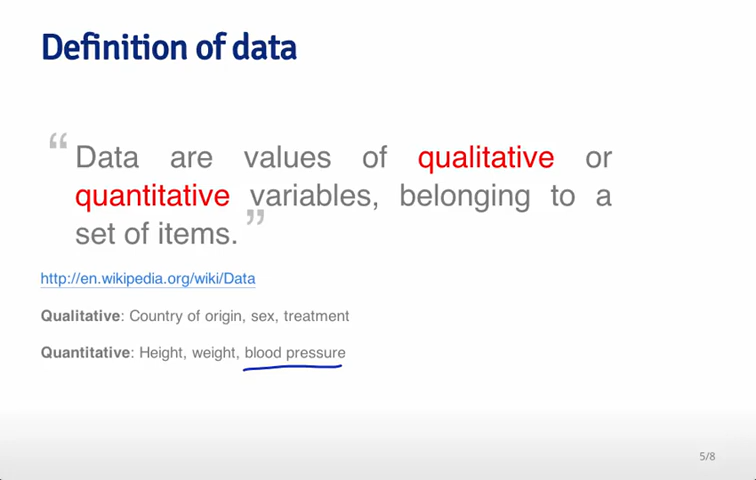 Definition of data
“ Data are values of qualitative or
quantitative variables, belonging to a
set of items. ”
http://en.wikipedia.org/wiki/Data
Qualitative: Country of origin, sex, treatment
Quantitative: Height, weight, blood pressure
5/8